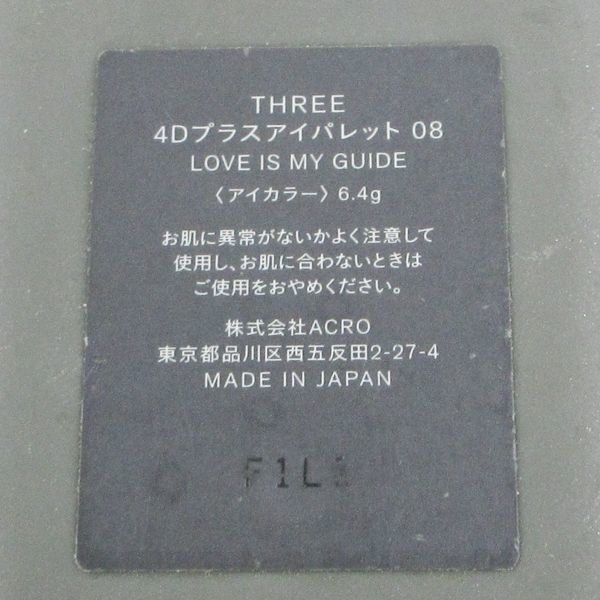 THREE
4Dプラスアイパレット 08
LOVE IS MY GUIDE
〈アイカラー〉6.4g
お肌に異常がないかよく注意して
使用し、お肌に合わないときは
ご使用をおやめください。
株式会社ACRO
東京都品川区西五反田2-27-4
MADE IN JAPAN